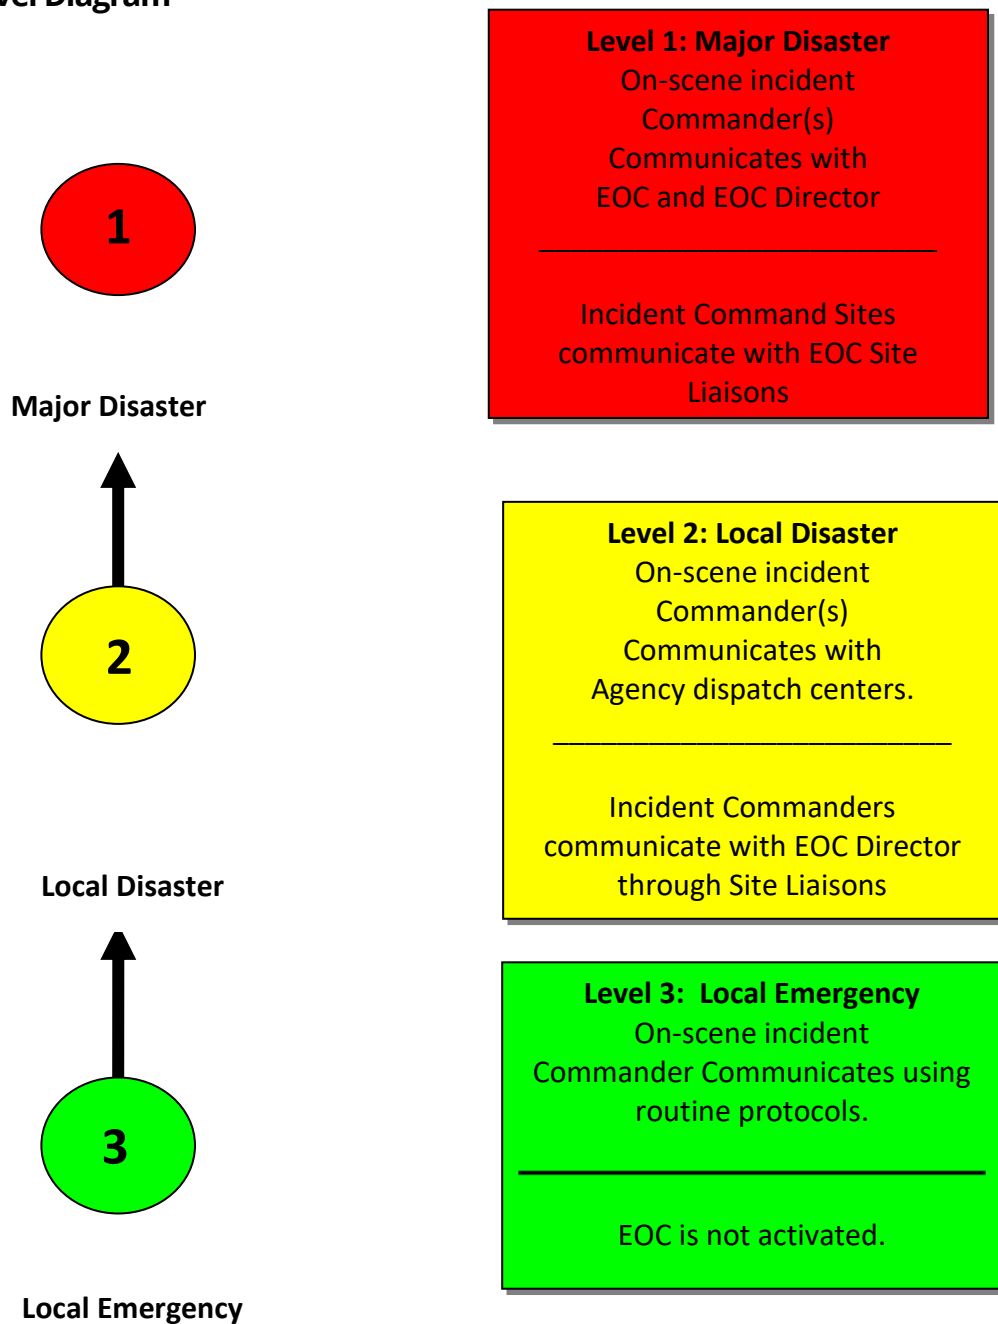 Diagram
Level 1: Major Disaster
On-scene incident
Commander(s)
Communicates with
EOC and EOC Director
Incident Command Sites
communicate with EOC Site
Liaisons
1
Major Disaster
Level 2: Local Disaster
On-scene incident
Commander(s)
Communicates with
Agency dispatch centers.
Incident Commanders
communicate with EOC Director
through Site Liaisons
2
Local Disaster
Level 3:  Local Emergency
On-scene incident
Commander Communicates using
routine protocols.
EOC is not activated.
3
Local Emergency